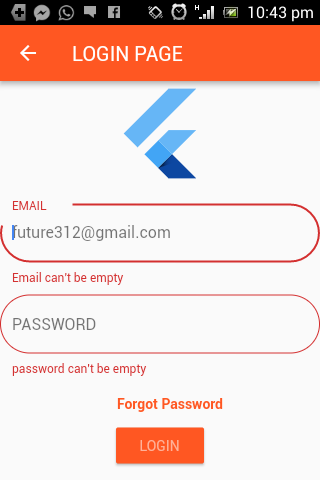 H 10:43 pm
LOGIN PAGE
EMAIL
future312@gmail.com
Email can't be empty
PASSWORD
password can't be empty
Forgot Password
LOGIN